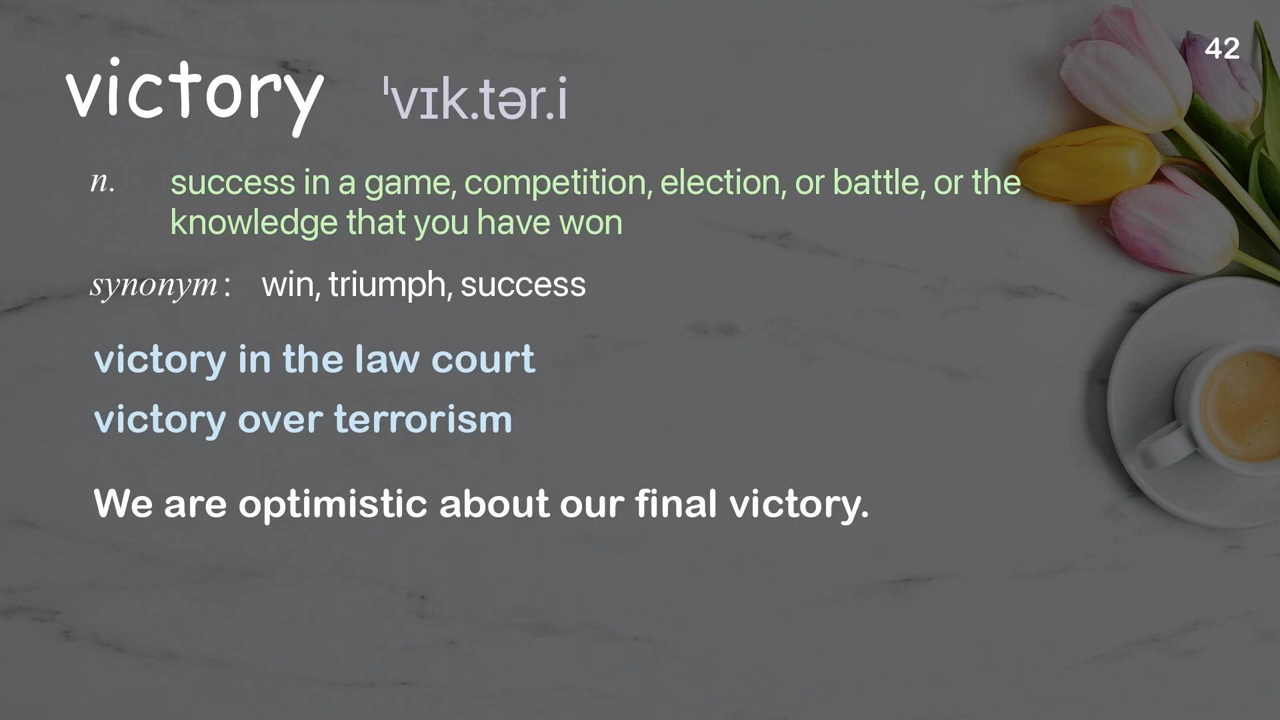 42
victory ˈvɪk.tər.i
n. success in a game, competition, election, or battle, or the
knowledge that you have won
synonym: win, triumph, success
victory in the law court
victory over terrorism
We are optimistic about our final victory.